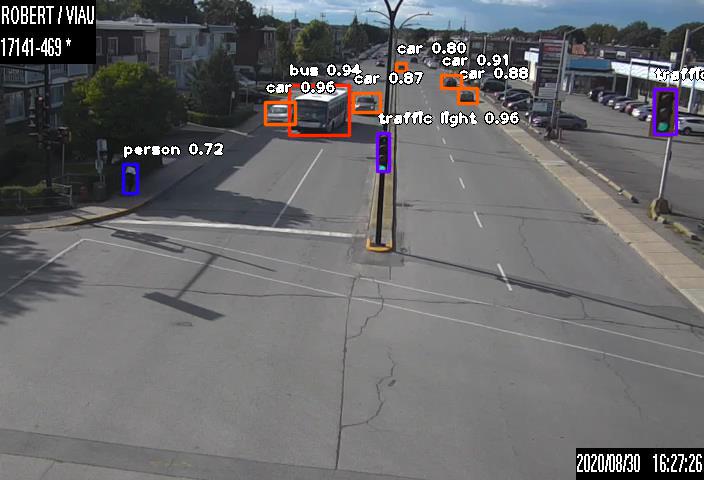 ROBERT / VIAU
17141-469 *
car 0.80
car 0.91
bus 0.94
car 0.88
car 0.87
car 0.96
traffic
traffic light 0.96
person 0.72
2020/08/30 16:27:26